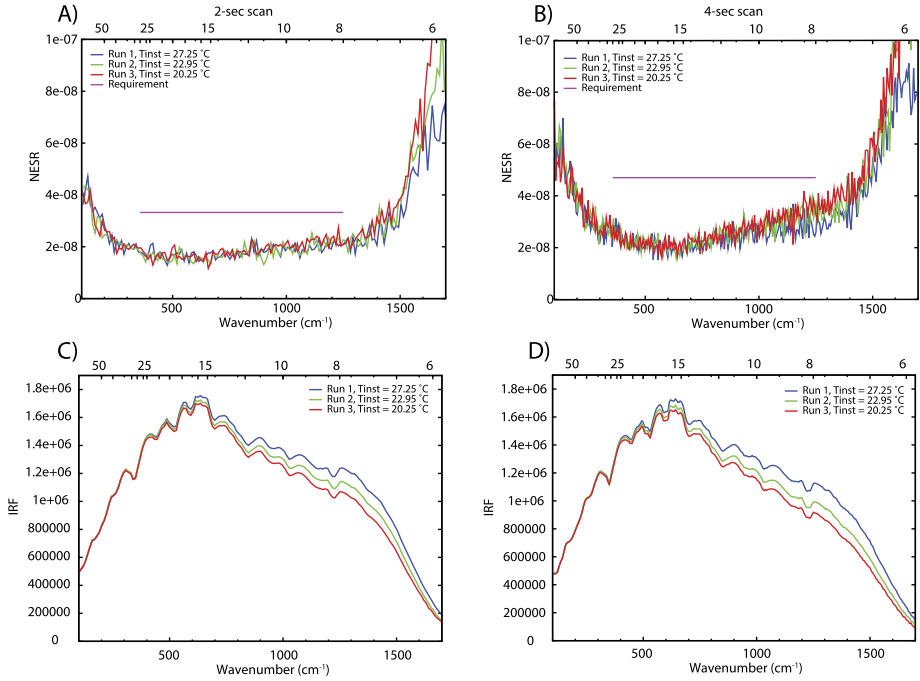 A)
2-sec scan
50 25 15 10 8 6
1e-07
8e-08
6e-08
4e-08
2e-08
0
NESR
Run 1, Tinst = 27.25 ˚C
Run 2, Tinst = 22.95 ˚C
Run 3, Tinst = 20.25 ˚C
Requirement
500 1000 1500
Wavenumber (cm⁻¹)
B)
4-sec scan
50 25 15 10 8 6
1e-07
8e-08
6e-08
4e-08
2e-08
0
NESR
Run 1, Tinst = 27.25 ˚C
Run 2, Tinst = 22.95 ˚C
Run 3, Tinst = 20.25 ˚C
Requirement
500 1000 1500
Wavenumber (cm⁻¹)
C)
50 25 15 10 8 6
1.8e+06
1.6e+06
1.4e+06
1.2e+06
1e+06
800000
600000
400000
200000
0
IRF
Run 1, Tinst = 27.25 ˚C
Run 2, Tinst = 22.95 ˚C
Run 3, Tinst = 20.25 ˚C
500 1000 1500
Wavenumber (cm⁻¹)
D)
50 25 15 10 8 6
1.8e+06
1.6e+06
1.4e+06
1.2e+06
1e+06
800000
600000
400000
200000
0
IRF
Run 1, Tinst = 27.25 ˚C
Run 2, Tinst = 22.95 ˚C
Run 3, Tinst = 20.25 ˚C
500 1000 1500
Wavenumber (cm⁻¹)